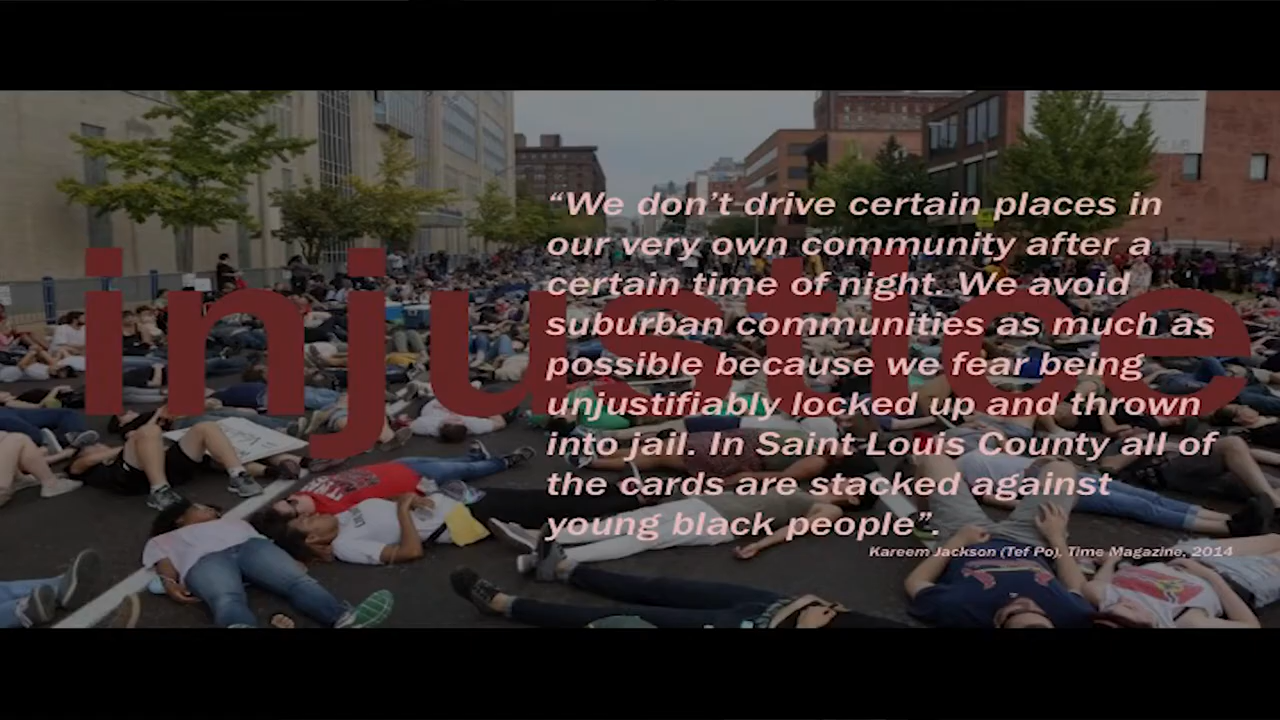 injustice
“We don’t drive certain places in
our very own community after a
certain time of night. We avoid
suburban communities as much as
possible because we fear being
unjustifiably locked up and thrown
into jail. In Saint Louis County all of
the cards are stacked against
young black people”.
Kareem Jackson (Tef Po), Time Magazine, 2014